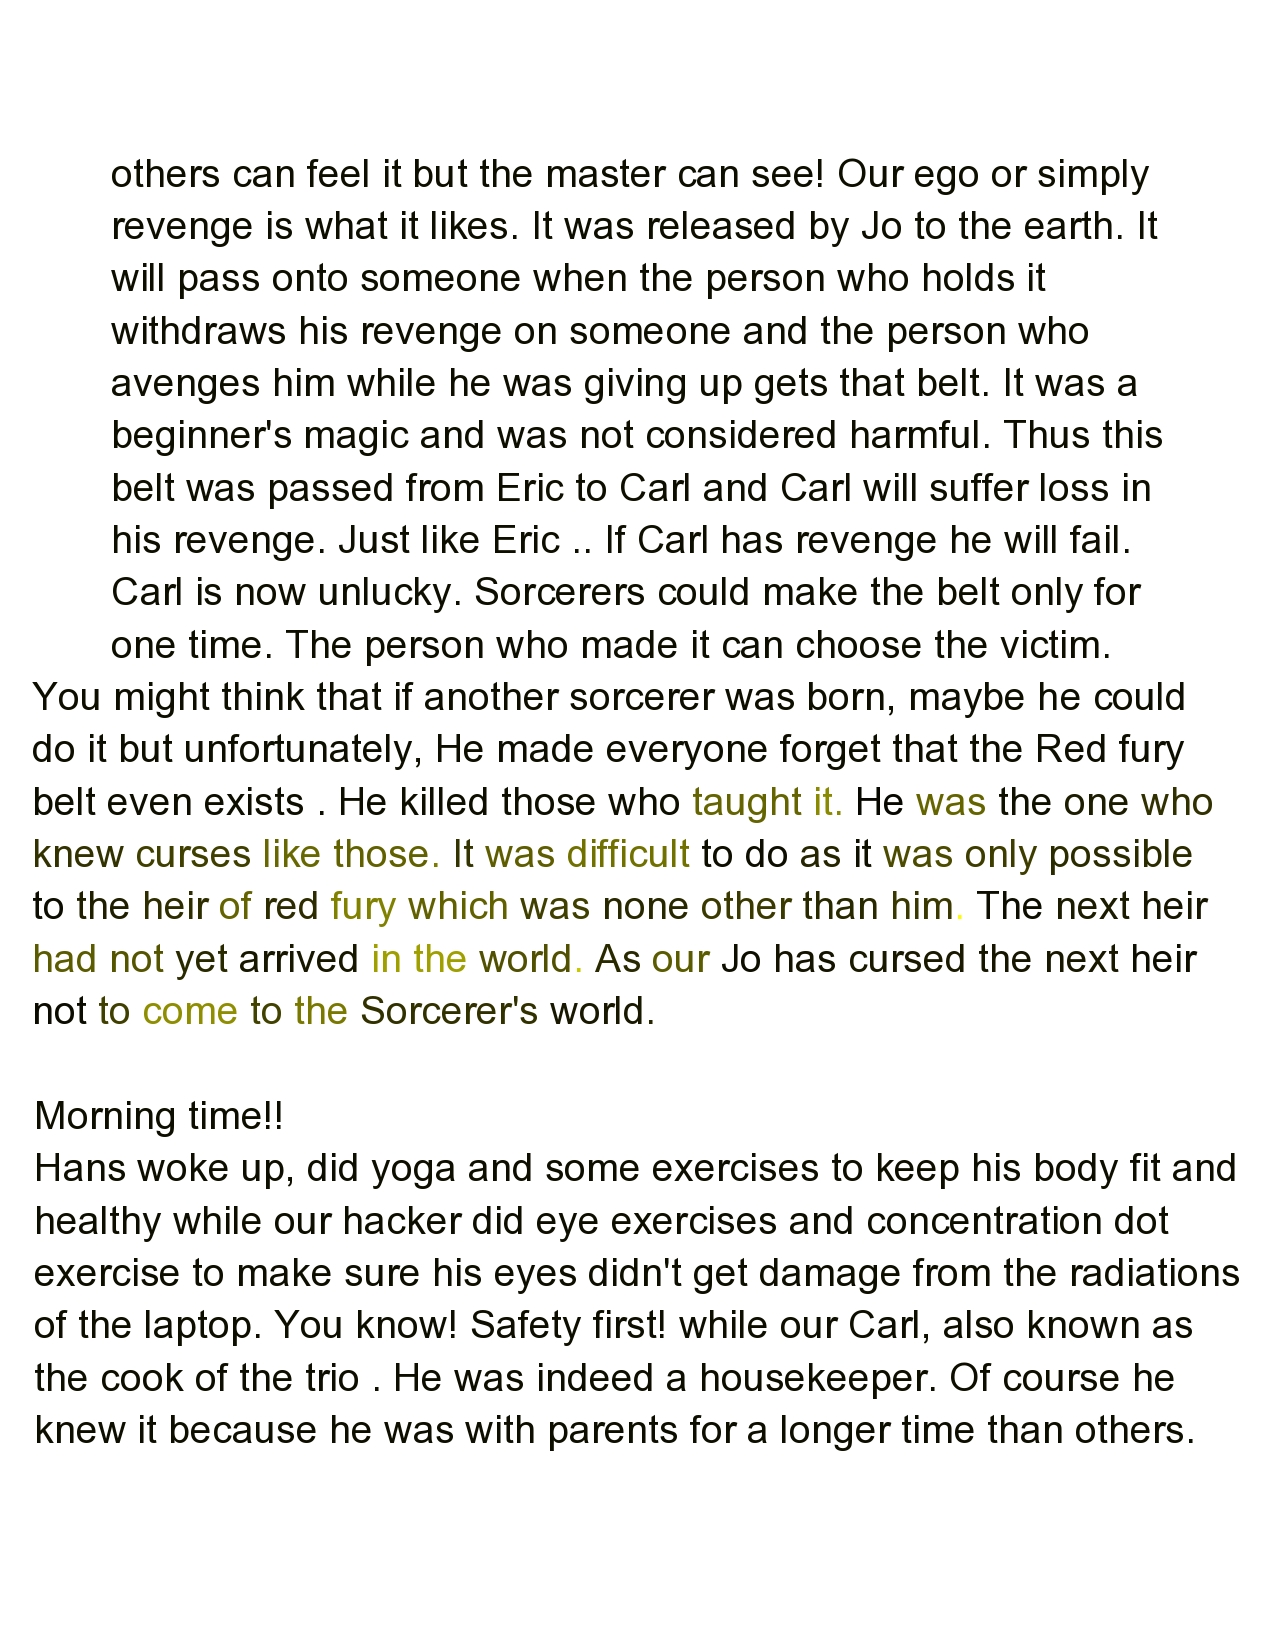 others can feel it but the master can see! Our ego or simply
revenge is what it likes. It was released by Jo to the earth. It
will pass onto someone when the person who holds it
withdraws his revenge on someone and the person who
avenges him while he was giving up gets that belt. It was a
beginner's magic and was not considered harmful. Thus this
belt was passed from Eric to Carl and Carl will suffer loss in
his revenge. Just like Eric .. If Carl has revenge he will fail.
Carl is now unlucky. Sorcerers could make the belt only for
one time. The person who made it can choose the victim.
You might think that if another sorcerer was born, maybe he could
do it but unfortunately, He made everyone forget that the Red fury
belt even exists . He killed those who taught it. He was the one who
knew curses like those. It was difficult to do as it was only possible
to the heir of red fury which was none other than him. The next heir
had not yet arrived in the world. As our Jo has cursed the next heir
not to come to the Sorcerer's world.
Morning time!!
Hans woke up, did yoga and some exercises to keep his body fit and
healthy while our hacker did eye exercises and concentration dot
exercise to make sure his eyes didn't get damage from the radiations
of the laptop. You know! Safety first! while our Carl, also known as
the cook of the trio . He was indeed a housekeeper. Of course he
knew it because he was with parents for a longer time than others.